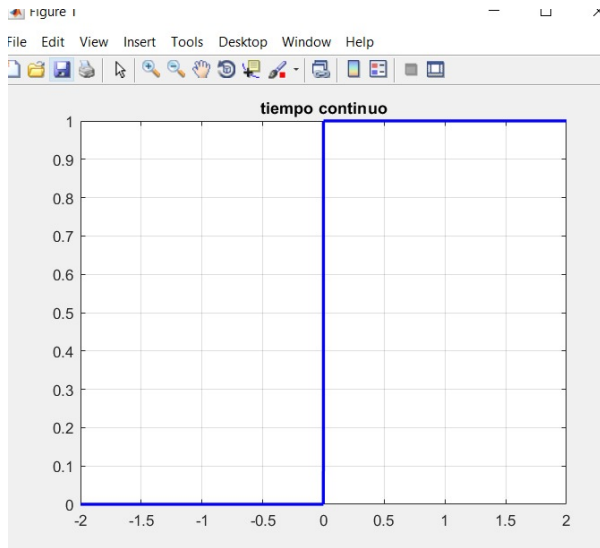 Figure 1
File Edit View Insert Tools Desktop Window Help
tiempo continuo
1
0.9
0.8
0.7
0.6
0.5
0.4
0.3
0.2
0.1
0
-2 -1.5 -1 -0.5 0 0.5 1 1.5 2